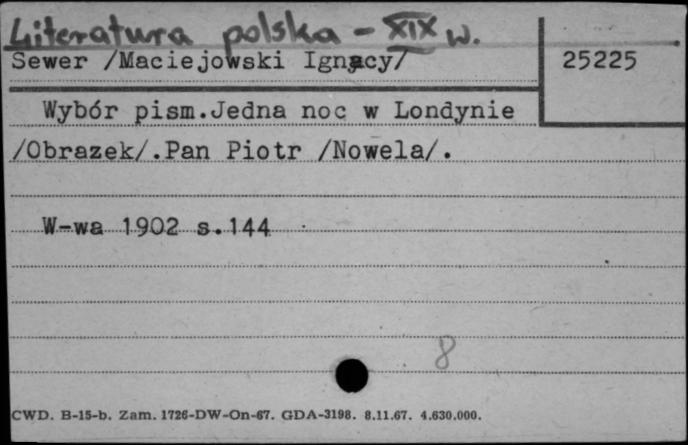 Literatura polska - XIX w.
Sewer /Maciejowski Ignacy/
25225
Wybór pism.Jedna noc w Londynie
/Obrazek/.Pan Piotr /Nowela/.
W-wa 1902 s.144
8
CWD. B-15-b. Zam. 1726-DW-On-67. GDA-3198. 8.11.67. 4.630.000.